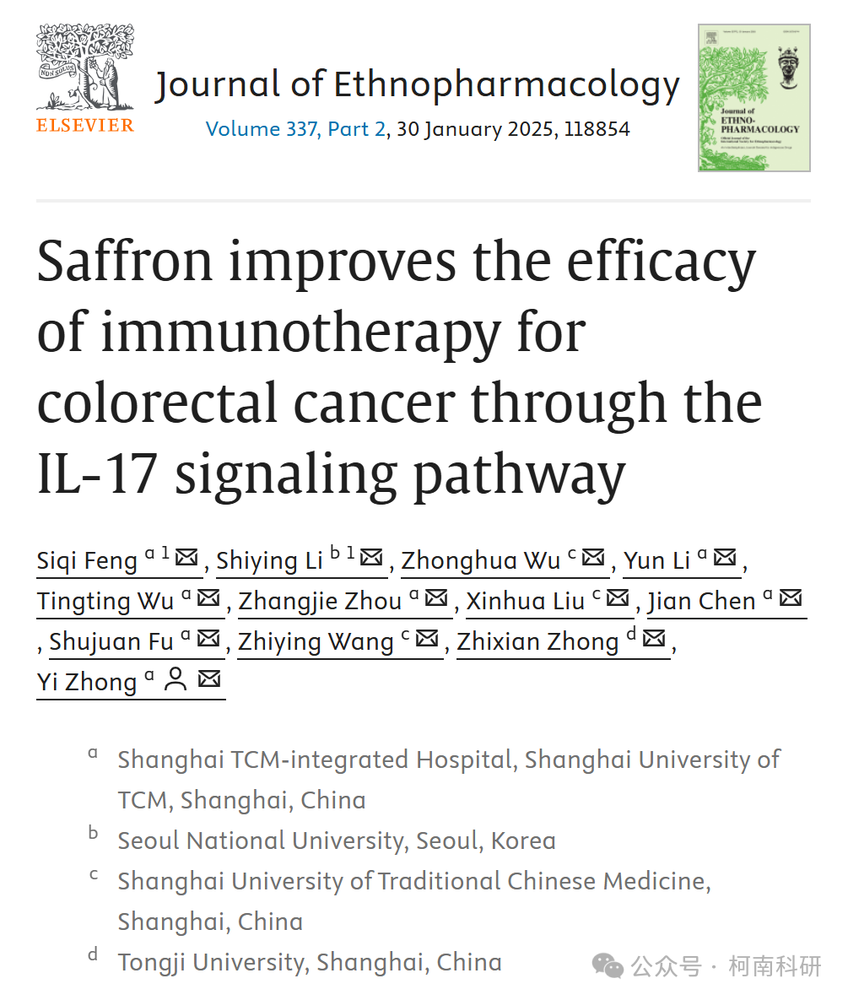 NON SOLUS
ELSEVIER
Journal of Ethnopharmacology
Volume 337, Part 2, 30 January 2025, 118854
Journal of
ETHNO-
PHARMACOLOGY
Saffron improves the efficacy
of immunotherapy for
colorectal cancer through the
IL-17 signaling pathway
Siqi Feng a 1, Shiying Li b 1, Zhonghua Wu c, Yun Li a,
Tingting Wu a, Zhangjie Zhou a, Xinhua Liu c, Jian Chen a
, Shujuan Fu a, Zhiying Wang c, Zhixian Zhong d,
Yi Zhong a
a Shanghai TCM-integrated Hospital, Shanghai University of
TCM, Shanghai, China
b Seoul National University, Seoul, Korea
c Shanghai University of Traditional Chinese Medicine,
Shanghai, China
d Tongji University, Shanghai, China
公众号 · 柯南科研